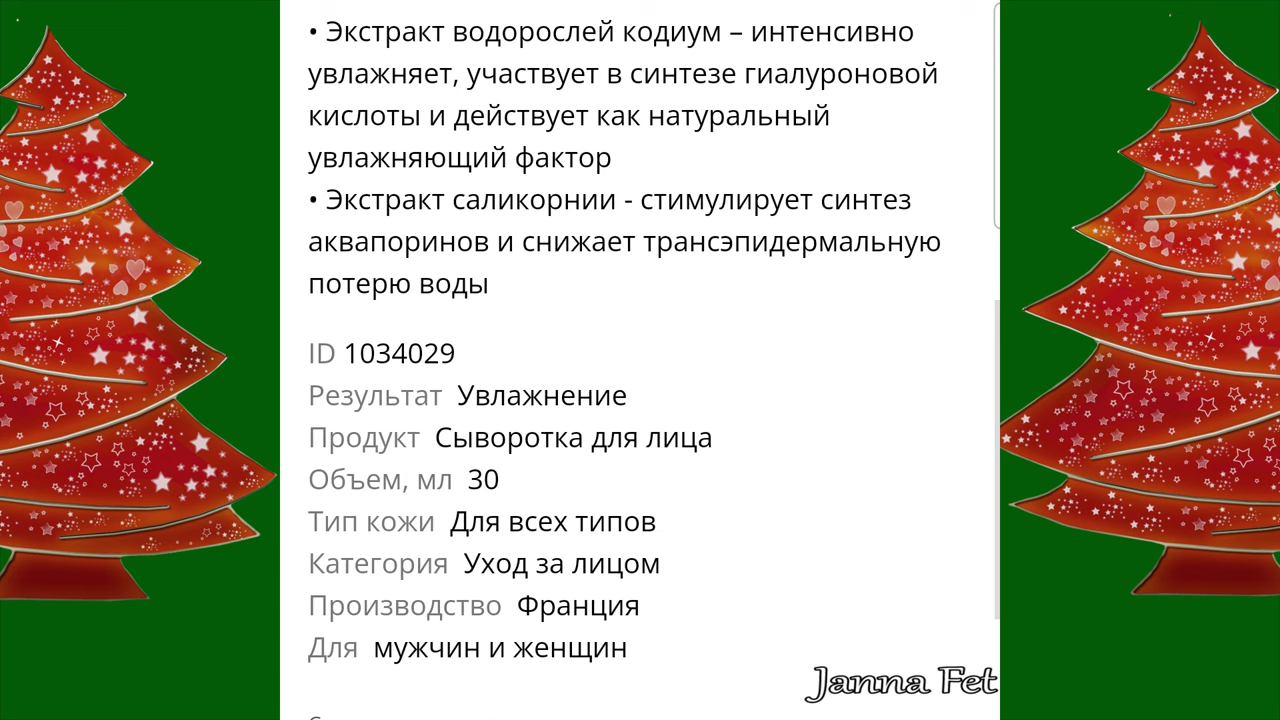 • Экстракт водорослей кодиум – интенсивно
увлажняет, участвует в синтезе гиалуроновой
кислоты и действует как натуральный
увлажняющий фактор
• Экстракт саликорнии - стимулирует синтез
аквапоринов и снижает трансэпидермальную
потерю воды
ID 1034029
Результат Увлажнение
Продукт Сыворотка для лица
Объем, мл 30
Тип кожи Для всех типов
Категория Уход за лицом
Производство Франция
Для мужчин и женщин
Janna Fet